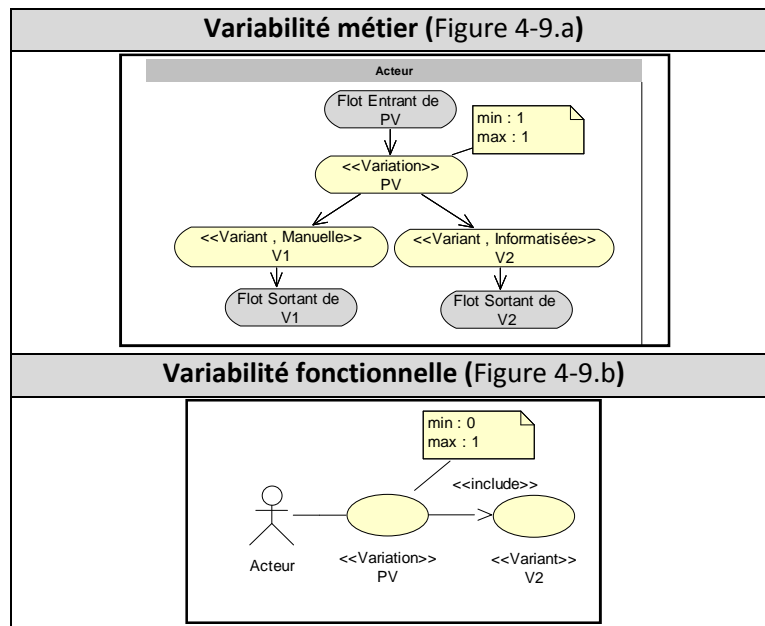 Variabilité métier (Figure 4-9.a)
Acteur
Flot Entrant de
PV
min : 1
max : 1
<<Variation>>
PV
<<Variant , Manuelle>>
V1
<<Variant , Informatisée>>
V2
Flot Sortant de
V1
Flot Sortant de
V2
Variabilité fonctionnelle (Figure 4-9.b)
min : 0
max : 1
<<include>>
Acteur
<<Variation>>
PV
<<Variant>>
V2